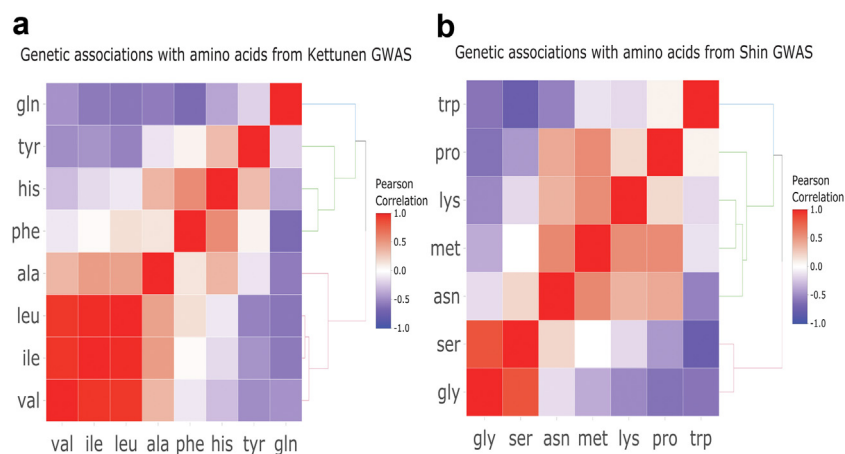 a
Genetic associations with amino acids from Kettunen GWAS
gln
tyr
his
phe
ala
leu
ile
val
val ile leu ala phe his tyr gln
Pearson
Correlation
1.0
0.5
0.0
-0.5
-1.0
b
Genetic associations with amino acids from Shin GWAS
trp
pro
lys
met
asn
ser
gly
gly ser asn met lys pro trp
Pearson
Correlation
1.0
0.5
0.0
-0.5
-1.0